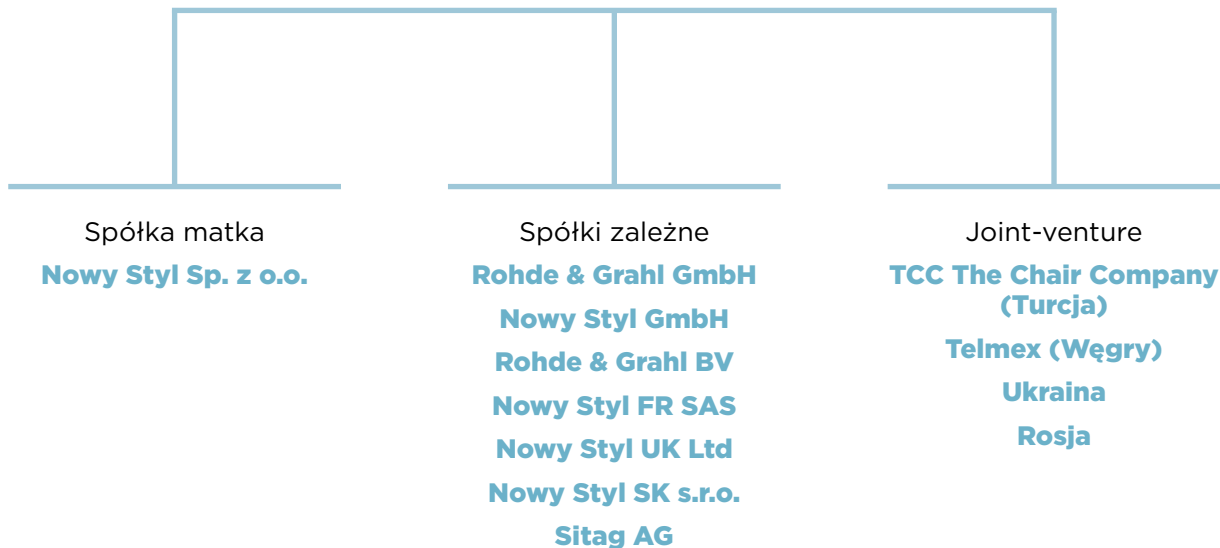 Spółka matka
Nowy Styl Sp. z o.o.
Spółki zależne
Rohde & Grahl GmbH
Nowy Styl GmbH
Rohde & Grahl BV
Nowy Styl FR SAS
Nowy Styl UK Ltd
Nowy Styl SK s.r.o.
Sitag AG
Joint-venture
TCC The Chair Company
(Turcja)
Telmex (Węgry)
Ukraina
Rosja